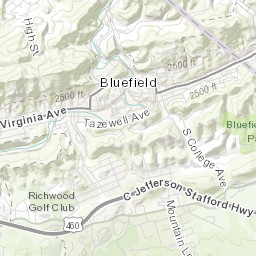 High St
2500 ft
2500 ft
Bluefield
Virginia Ave
Tazewell Ave
S College Ave
Bluefie
Pa
Richwood
Golf Club
C-Jefferson-Stafford-Hwy
460
Mountain L